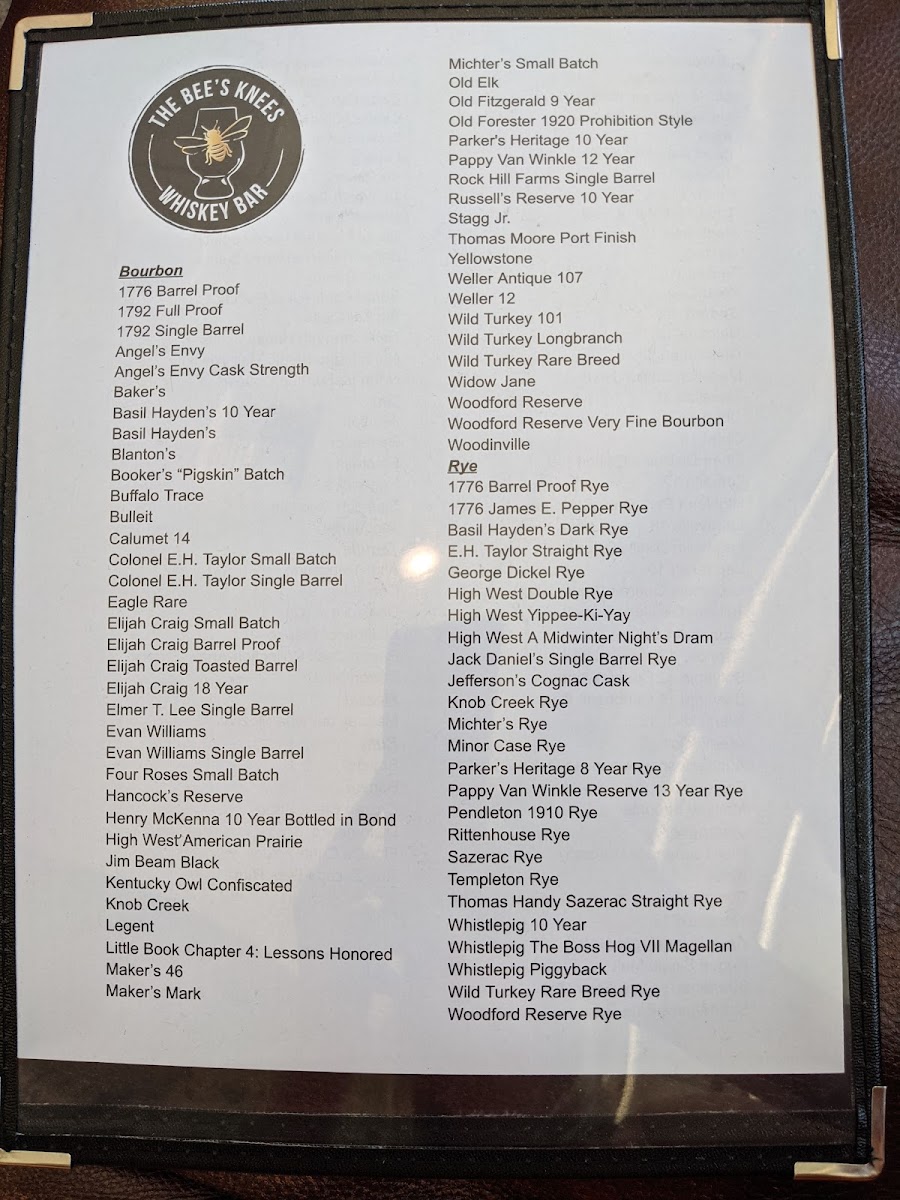 THE BEE'S KNEES
WHISKEY BAR
Bourbon
1776 Barrel Proof
1792 Full Proof
1792 Single Barrel
Angel's Envy
Angel's Envy Cask Strength
Baker's
Basil Hayden's 10 Year
Basil Hayden's
Blanton's
Booker's “Pigskin” Batch
Buffalo Trace
Bulleit
Calumet 14
Colonel E.H. Taylor Small Batch
Colonel E.H. Taylor Single Barrel
Eagle Rare
Elijah Craig Small Batch
Elijah Craig Barrel Proof
Elijah Craig Toasted Barrel
Elijah Craig 18 Year
Elmer T. Lee Single Barrel
Evan Williams
Evan Williams Single Barrel
Four Roses Small Batch
Hancock's Reserve
Henry McKenna 10 Year Bottled in Bond
High West'American Prairie
Jim Beam Black
Kentucky Owl Confiscated
Knob Creek
Legent
Little Book Chapter 4: Lessons Honored
Maker's 46
Maker's Mark
Michter's Small Batch
Old Elk
Old Fitzgerald 9 Year
Old Forester 1920 Prohibition Style
Parker's Heritage 10 Year
Pappy Van Winkle 12 Year
Rock Hill Farms Single Barrel
Russell's Reserve 10 Year
Stagg Jr.
Thomas Moore Port Finish
Yellowstone
Weller Antique 107
Weller 12
Wild Turkey 101
Wild Turkey Longbranch
Wild Turkey Rare Breed
Widow Jane
Woodford Reserve
Woodford Reserve Very Fine Bourbon
Woodinville
Rye
1776 Barrel Proof Rye
1776 James E. Pepper Rye
Basil Hayden's Dark Rye
E.H. Taylor Straight Rye
George Dickel Rye
High West Double Rye
High West Yippee-Ki-Yay
High West A Midwinter Night's Dram
Jack Daniel's Single Barrel Rye
Jefferson's Cognac Cask
Knob Creek Rye
Michter's Rye
Minor Case Rye
Parker's Heritage 8 Year Rye
Pappy Van Winkle Reserve 13 Year Rye
Pendleton 1910 Rye
Rittenhouse Rye
Sazerac Rye
Templeton Rye
Thomas Handy Sazerac Straight Rye
Whistlepig 10 Year
Whistlepig The Boss Hog VII Magellan
Whistlepig Piggyback
Wild Turkey Rare Breed Rye
Woodford Reserve Rye